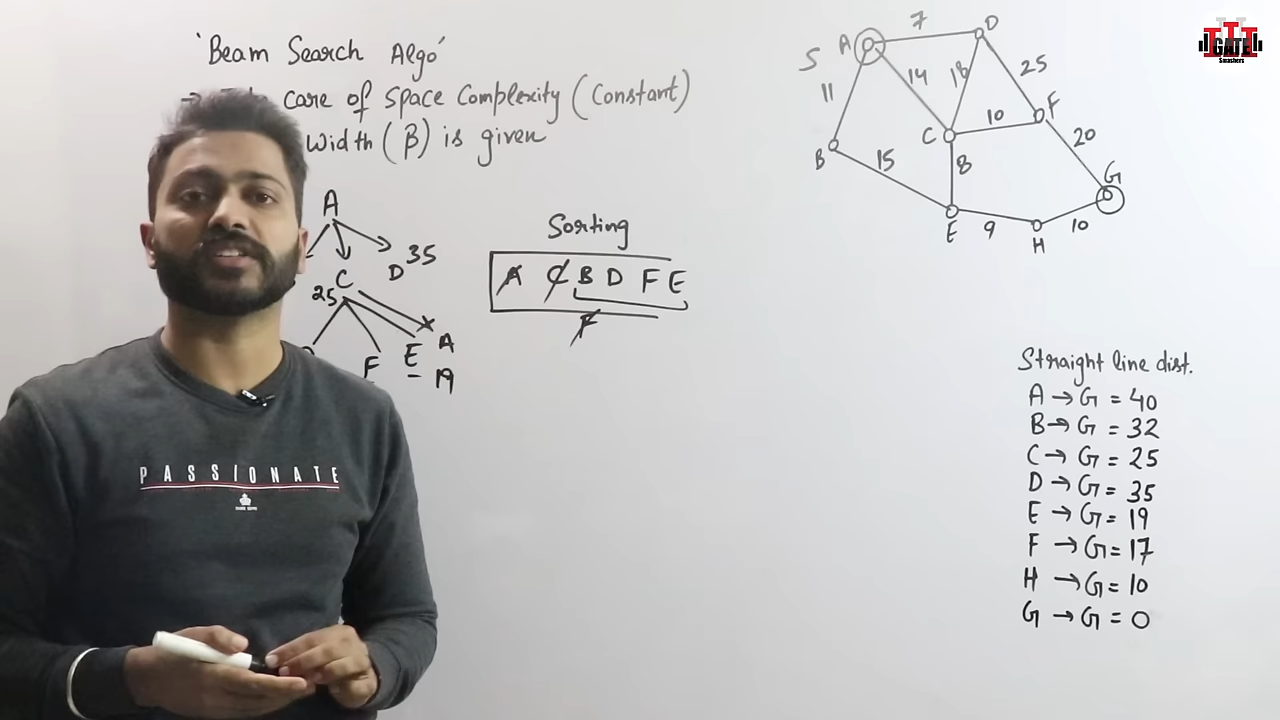 'Beam Search Algo'
care of Space Complexity (Constant)
width (β) is given
A
35
D
C
25
F
E
A
19
Sorting
A C B D F E
F
S
A
7
D
11
14
18
25
B
C
10
F
15
8
20
E
9
H
10
G
Straight line dist.
A → G = 40
B → G = 32
C → G = 25
D → G = 35
E → G = 19
F → G = 17
H → G = 10
G → G = 0
PASSIONATE
GATE
Smashers